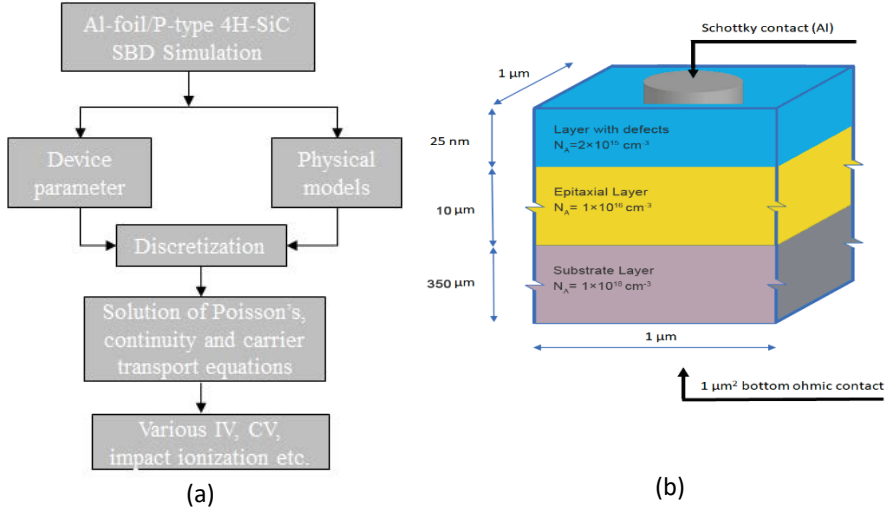 Al-foil/P-type 4H-SiC
SBD Simulation
Device
parameter
Physical
models
Discretization
Solution of Poisson's,
continuity and carrier
transport equations
Various IV, CV,
impact ionization etc.
(a)
Schottky contact (Al)
1 µm
25 nm
Layer with defects
N_A=2×10¹⁵ cm⁻³
10 µm
Epitaxial Layer
N_A= 1×10¹⁶ cm⁻³
350 µm
Substrate Layer
N_A= 1×10¹⁸ cm⁻³
1 µm
1 µm² bottom ohmic contact
(b)